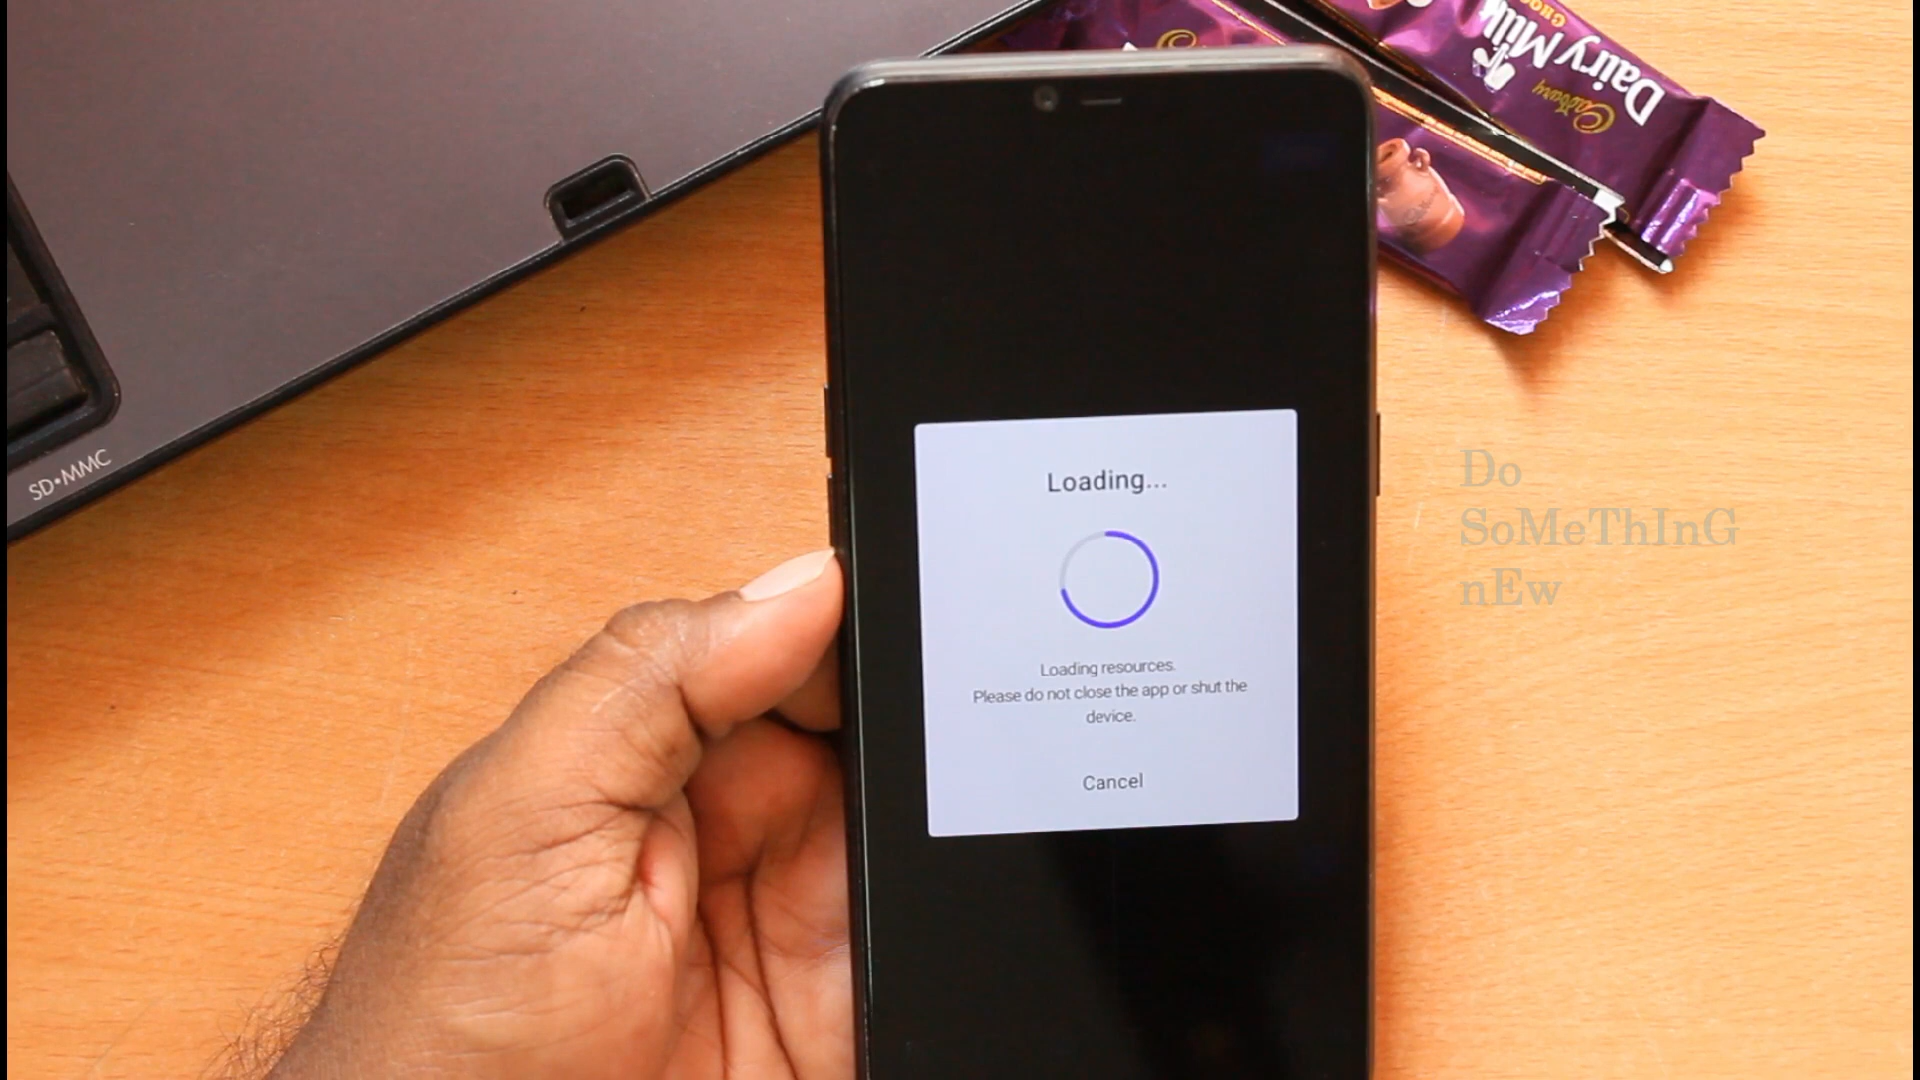 Dairy Milk
Cadbury
SD•MMC
Loading...
Loading resources.
Please do not close the app or shut the
device.
Cancel
Do
SoMeThInG
nEw